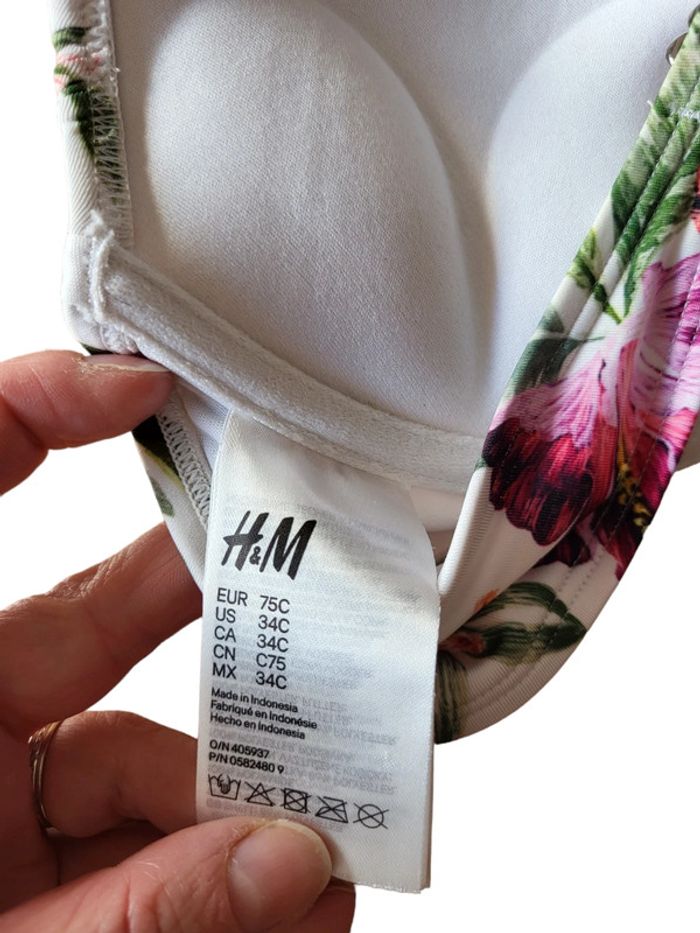 H&M
EUR 75C
US 34C
CA 34C
CN C75
MX 34C
Made in Indonesia
Fabriqué en Indonésie
Hecho en Indonesia
O/N 405937
P/N 0582480 9